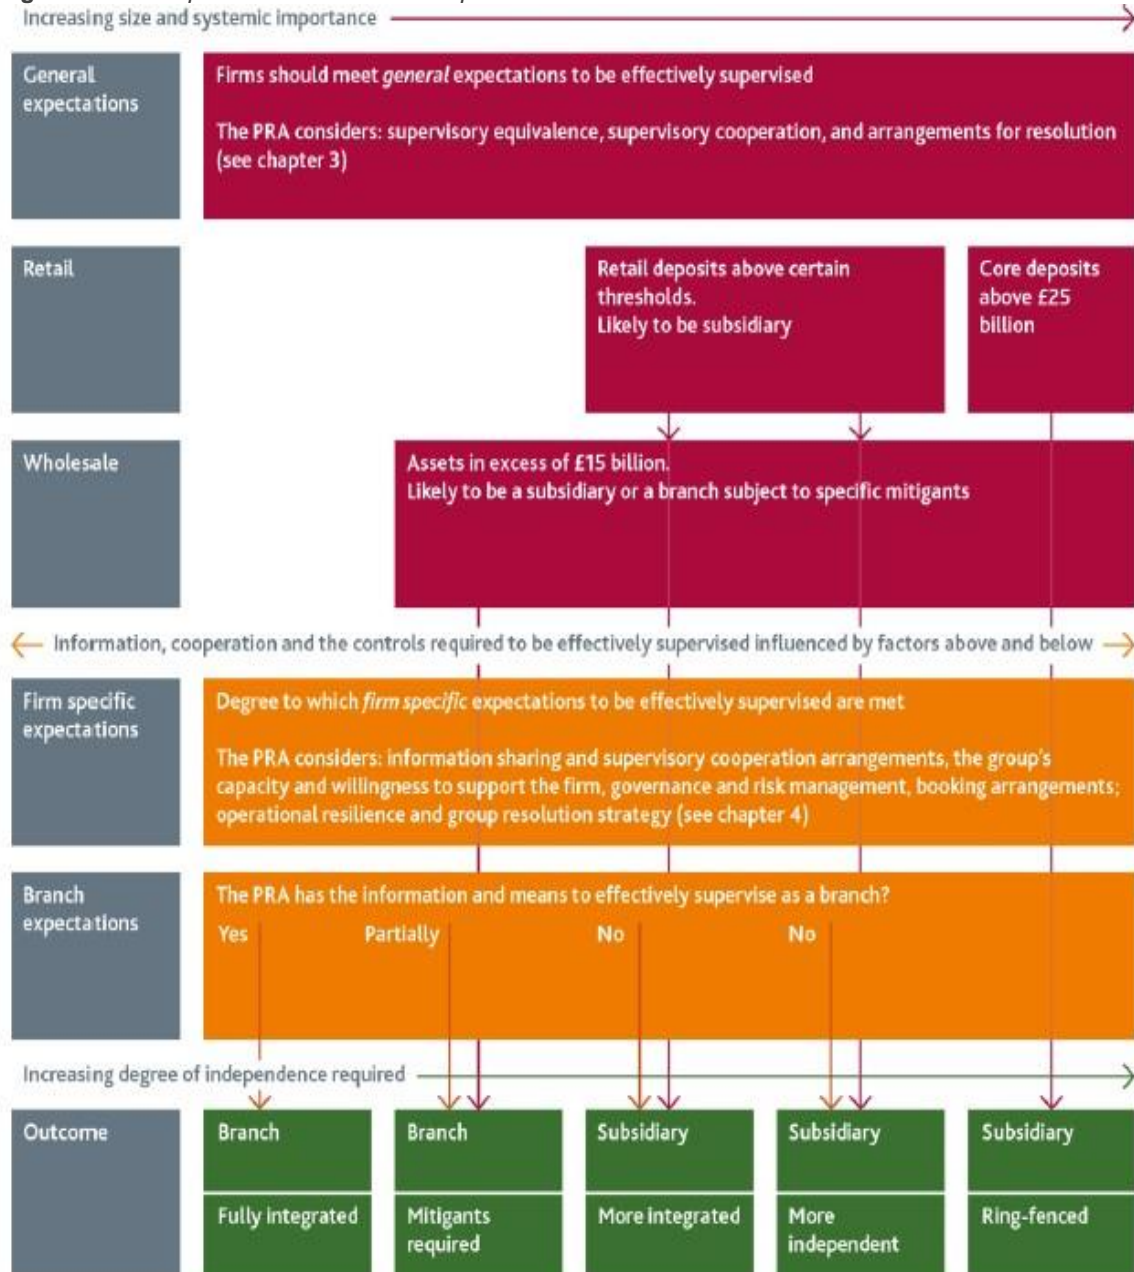 Increasing size and systemic importance
General
expectations
Firms should meet general expectations to be effectively supervised
The PRA considers: supervisory equivalence, supervisory cooperation, and arrangements for resolution
(see chapter 3)
Retail
Retail deposits above certain
thresholds.
Likely to be subsidiary
Core deposits
above £25
billion
Wholesale
Assets in excess of £15 billion.
Likely to be a subsidiary or a branch subject to specific mitigants
Information, cooperation and the controls required to be effectively supervised influenced by factors above and below
Firm specific
expectations
Degree to which firm specific expectations to be effectively supervised are met
The PRA considers: information sharing and supervisory cooperation arrangements, the group's
capacity and willingness to support the firm, governance and risk management, booking arrangements;
operational resilience and group resolution strategy (see chapter 4)
Branch
expectations
The PRA has the information and means to effectively supervise as a branch?
Yes
Partially
No
No
Increasing degree of independence required
Outcome
Branch
Branch
Subsidiary
Subsidiary
Subsidiary
Fully integrated
Mitigants
required
More integrated
More
independent
Ring-fenced